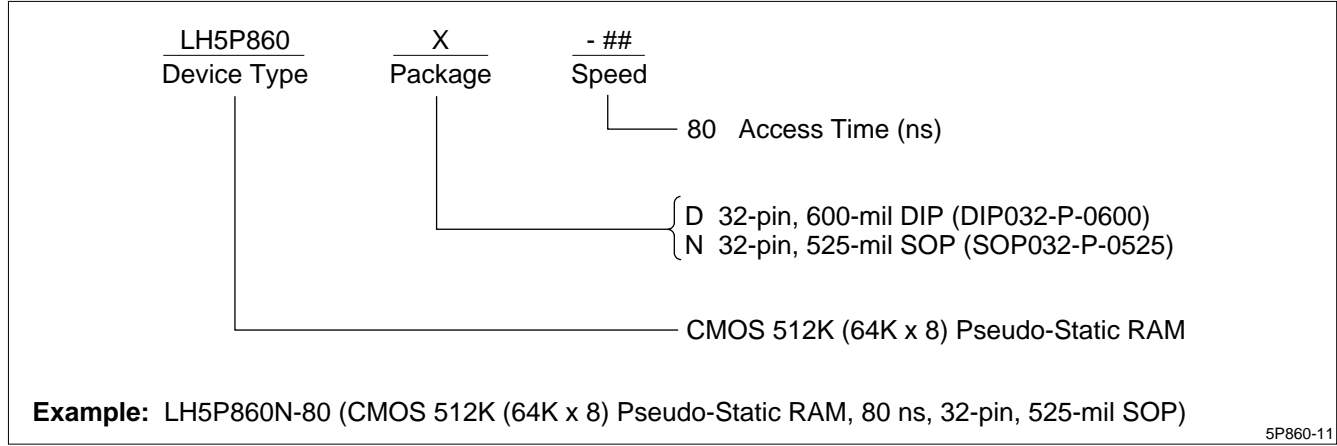 LH5P860 X - ##
Device Type Package Speed
80 Access Time (ns)
D 32-pin, 600-mil DIP (DIP032-P-0600)
N 32-pin, 525-mil SOP (SOP032-P-0525)
CMOS 512K (64K x 8) Pseudo-Static RAM
Example: LH5P860N-80 (CMOS 512K (64K x 8) Pseudo-Static RAM, 80 ns, 32-pin, 525-mil SOP)
5P860-11